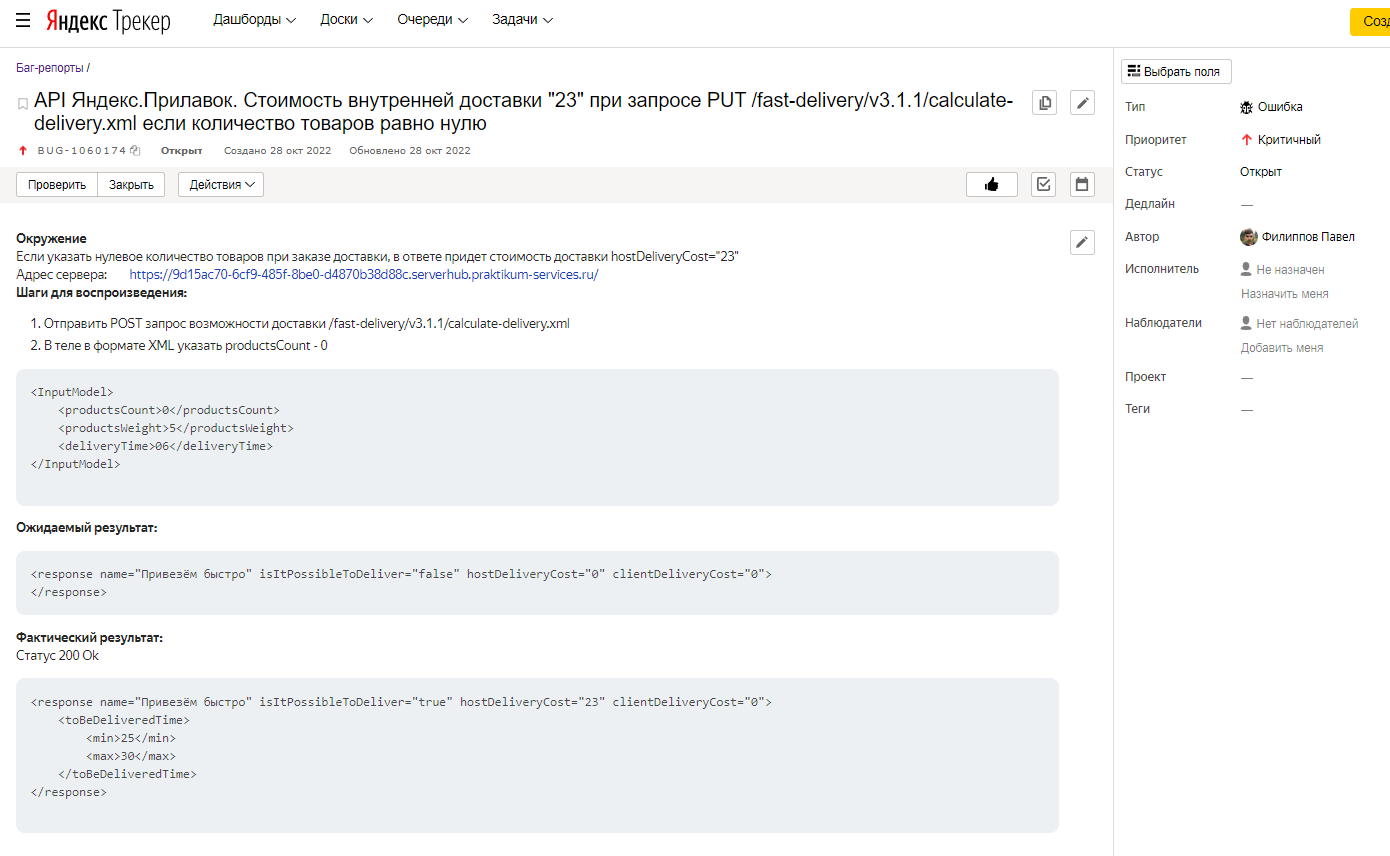 Яндекс Трекер Дашборды Доски Очереди Задачи Созд
Баг-репорты /
API Яндекс.Прилавок. Стоимость внутренней доставки "23" при запросе PUT /fast-delivery/v3.1.1/calculate-
delivery.xml если количество товаров равно нулю
BUG-1060174 Открыт Создано 28 окт 2022 Обновлено 28 окт 2022
Проверить Закрыть Действия
Окружение
Если указать нулевое количество товаров при заказе доставки, в ответе придет стоимость доставки hostDeliveryCost="23"
Адрес сервера: https://9d15ac70-6cf9-485f-8be0-d4870b38d88c.serverhub.praktikum-services.ru/
Шаги для воспроизведения:
1. Отправить POST запрос возможности доставки /fast-delivery/v3.1.1/calculate-delivery.xml
2. В теле в формате XML указать productsCount - 0
<InputModel>
<productsCount>0</productsCount>
<productsWeight>5</productsWeight>
<deliveryTime>06</deliveryTime>
</InputModel>
Ожидаемый результат:
<response name="Привезём быстро" isItPossibleToDeliver="false" hostDeliveryCost="0" clientDeliveryCost="0">
</response>
Фактический результат:
Статус 200 Ok
<response name="Привезём быстро" isItPossibleToDeliver="true" hostDeliveryCost="23" clientDeliveryCost="0">
<toBeDeliveredTime>
<min>25</min>
<max>30</max>
</toBeDeliveredTime>
</response>
Выбрать поля
Тип Ошибка
Приоритет Критичный
Статус Открыт
Дедлайн —
Автор Филиппов Павел
Исполнитель Не назначен
Назначить меня
Наблюдатели Нет наблюдателей
Добавить меня
Проект —
Теги —